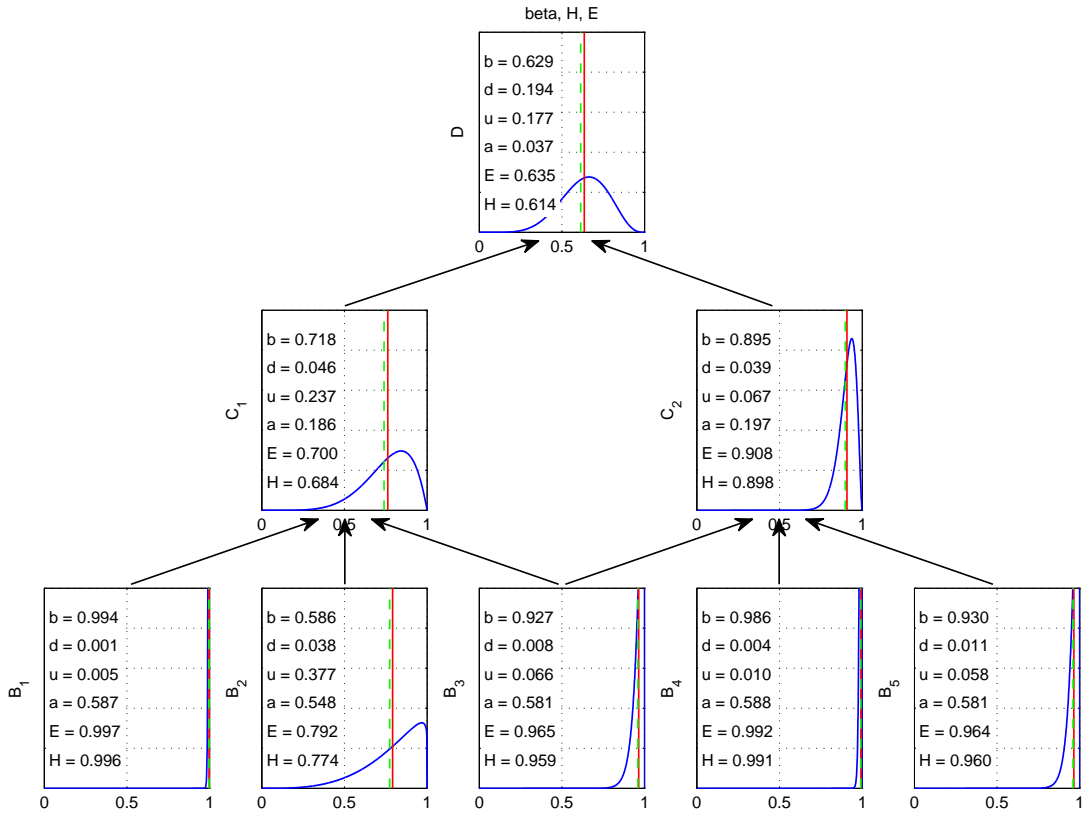 beta, H, E
D
b = 0.629
d = 0.194
u = 0.177
a = 0.037
E = 0.635
H = 0.614
0 0.5 1
C1
b = 0.718
d = 0.046
u = 0.237
a = 0.186
E = 0.700
H = 0.684
0 0.5 1
C2
b = 0.895
d = 0.039
u = 0.067
a = 0.197
E = 0.908
H = 0.898
0 0.5 1
B1
b = 0.994
d = 0.001
u = 0.005
a = 0.587
E = 0.997
H = 0.996
0 0.5 1
B2
b = 0.586
d = 0.038
u = 0.377
a = 0.548
E = 0.792
H = 0.774
0 0.5 1
B3
b = 0.927
d = 0.008
u = 0.066
a = 0.581
E = 0.965
H = 0.959
0 0.5 1
B4
b = 0.986
d = 0.004
u = 0.010
a = 0.588
E = 0.992
H = 0.991
0 0.5 1
B5
b = 0.930
d = 0.011
u = 0.058
a = 0.581
E = 0.964
H = 0.960
0 0.5 1